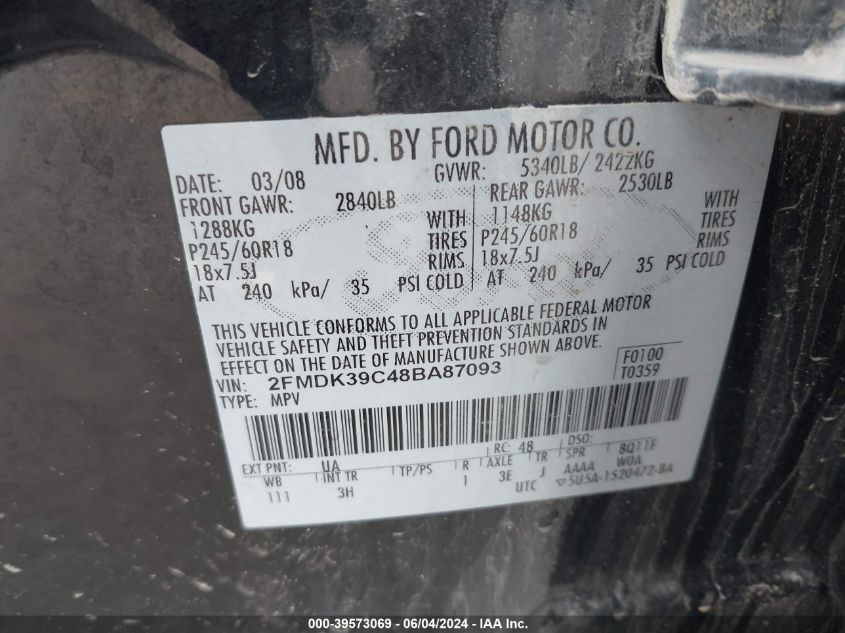 MFD. BY FORD MOTOR CO.
DATE: 03/08 GVWR: 5340LB/ 2422KG
FRONT GAWR: 2840LB REAR GAWR: 2530LB
1288KG WITH 1148KG WITH
P245/60R18 TIRES P245/60R18 TIRES
18x7.5J RIMS 18x7.5J RIMS
AT 240 kPa/ 35 PSI COLD AT 240 kPa/ 35 PSI COLD
THIS VEHICLE CONFORMS TO ALL APPLICABLE FEDERAL MOTOR
VEHICLE SAFETY AND THEFT PREVENTION STANDARDS IN
EFFECT ON THE DATE OF MANUFACTURE SHOWN ABOVE.
VIN: 2FMDK39C48BA87093 F0100
TYPE: MPV T0359
EXT PNT: UA RC: 48 DSO:
WB INT TR TP/PS R AXLE TR SPR 8Q11F
111 3H 1 3E J AAAA W0A
UTC 5U5A-1520472-BA
000-39573069 - 06/04/2024 - IAA Inc.